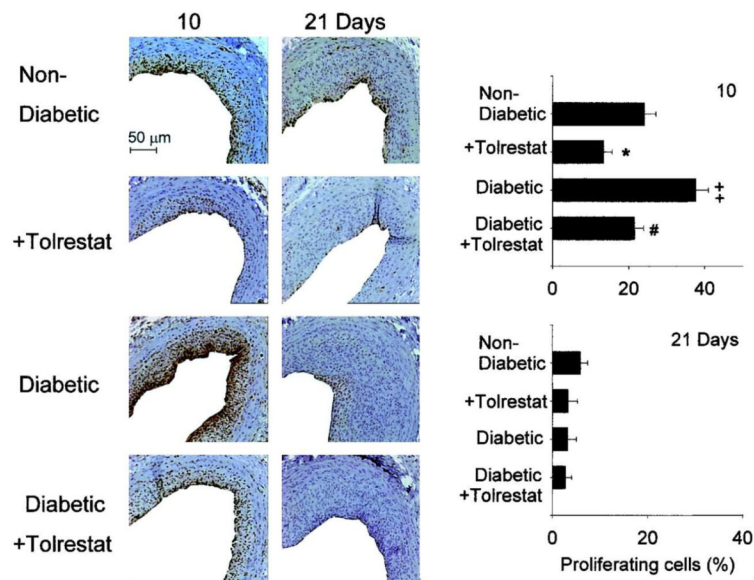 10
21 Days
Non-
Diabetic
50 μm
+Tolrestat
Diabetic
Diabetic
+Tolrestat
10
Non-
Diabetic
+Tolrestat
*
Diabetic
++
Diabetic
+Tolrestat
#
0
20
40
21 Days
Non-
Diabetic
+Tolrestat
Diabetic
Diabetic
+Tolrestat
0
20
40
Proliferating cells (%)